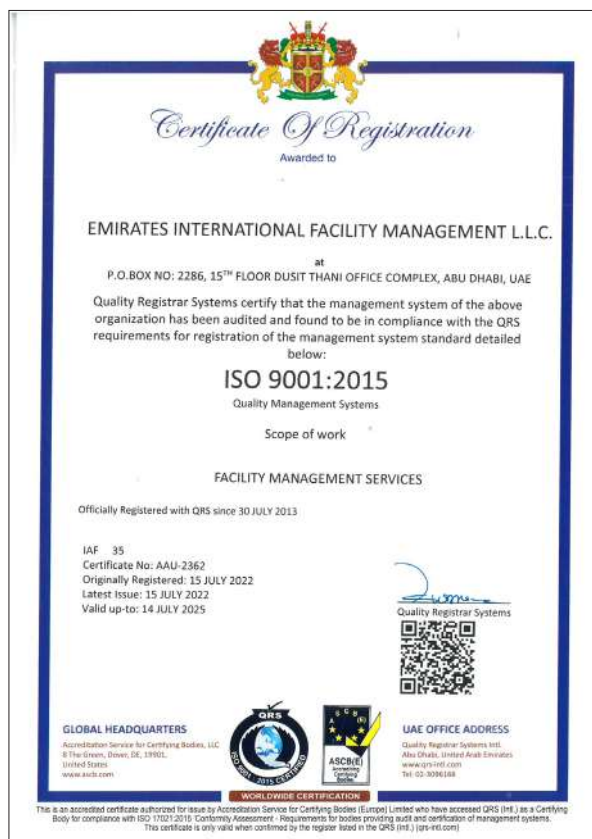 Certificate Of Registration
Awarded to
EMIRATES INTERNATIONAL FACILITY MANAGEMENT L.L.C.
at
P.O.BOX NO: 2286, 15TH FLOOR DUSIT THANI OFFICE COMPLEX, ABU DHABI, UAE
Quality Registrar Systems certify that the management system of the above
organization has been audited and found to be in compliance with the QRS
requirements for registration of the management system standard detailed
below:
ISO 9001:2015
Quality Management Systems
Scope of work
FACILITY MANAGEMENT SERVICES
Officially Registered with QRS since 30 JULY 2013
IAF 35
Certificate No: AAU-2362
Originally Registered: 15 JULY 2022
Latest Issue: 15 JULY 2022
Valid up-to: 14 JULY 2025
Quality Registrar Systems
GLOBAL HEADQUARTERS
Accreditation Service for Certifying Bodies, LLC
8 The Green, Dover, DE, 19901,
United States
www.ascb.com
QRS
ISO 9001 : 2015 CERTIFIED
ASCB(E)
ASCB(E)
Accrediting
Certifying
Bodies
WORLDWIDE CERTIFICATION
UAE OFFICE ADDRESS
Quality Registrar Systems Intl.
Abu Dhabi, United Arab Emirates
www.qrs-intl.com
Tel: 02-3096168
This is an accredited certificate authorized for issue by Accreditation Service for Certifying Bodies (Europe) Limited who have accessed QRS (Intl.) as a Certifying
Body for compliance with ISO 17021:2015 'Conformity Assessment - Requirements for bodies providing audit and certification of management systems.
This certificate is only valid when confirmed by the register listed in the QRS (Intl.) (qrs-intl.com)